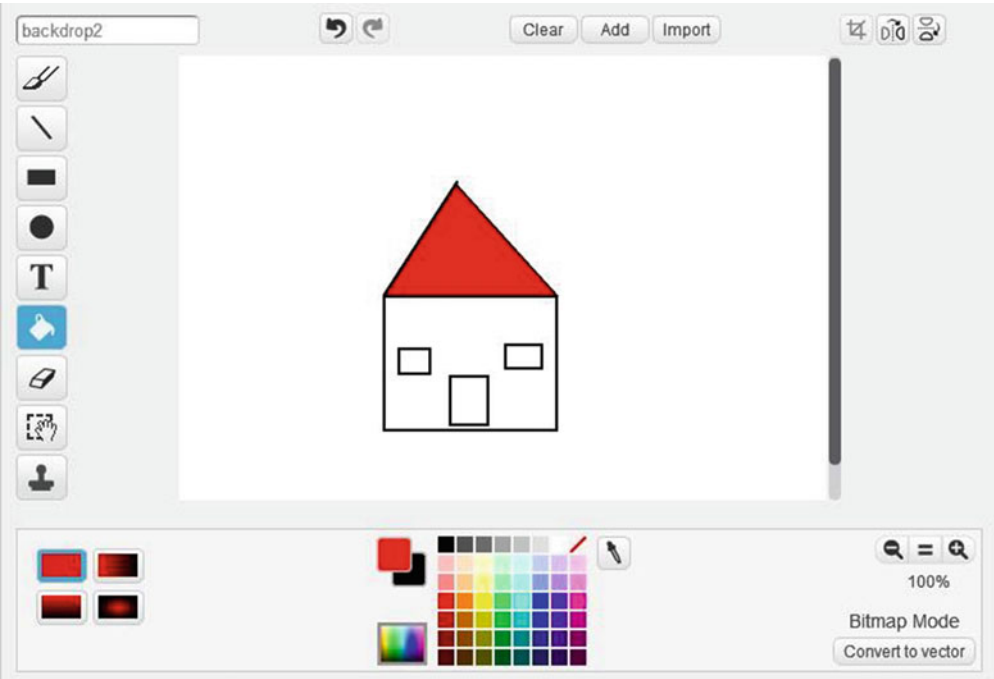 backdrop2
Clear
Add
Import
T
100%
Bitmap Mode
Convert to vector